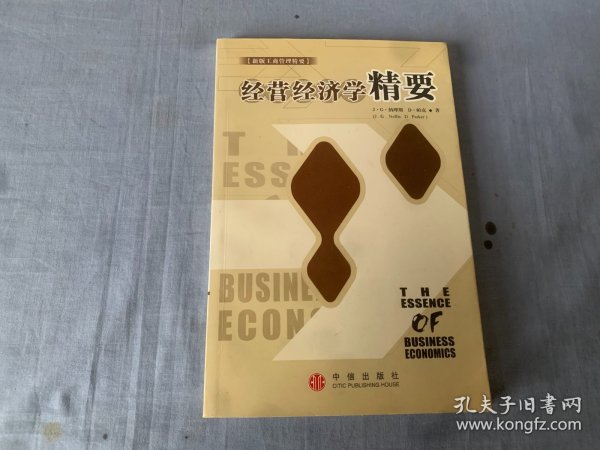 【新版工商管理精要】
经营经济学精要
J·G·纳理斯 D·帕克 ◆ 著
(J. G. Nellis D. Parker)
THE
ESSENCE
OF
BUSINESS
ECONOMICS
TH
ESS
BUSINE
ECON
中信出版社
CITIC PUBLISHING HOUSE
孔夫子旧书网
www.kongfz.com